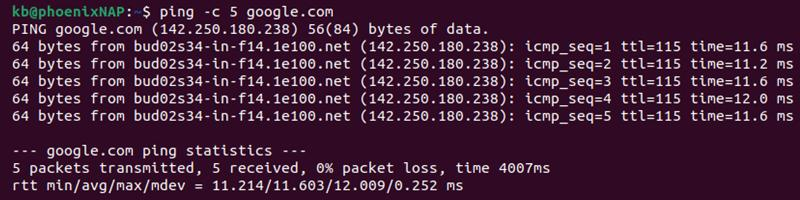 kb@phoenixNAP:~$ ping -c 5 google.com
PING google.com (142.250.180.238) 56(84) bytes of data.
64 bytes from bud02s34-in-f14.1e100.net (142.250.180.238): icmp_seq=1 ttl=115 time=11.6 ms
64 bytes from bud02s34-in-f14.1e100.net (142.250.180.238): icmp_seq=2 ttl=115 time=11.2 ms
64 bytes from bud02s34-in-f14.1e100.net (142.250.180.238): icmp_seq=3 ttl=115 time=11.6 ms
64 bytes from bud02s34-in-f14.1e100.net (142.250.180.238): icmp_seq=4 ttl=115 time=12.0 ms
64 bytes from bud02s34-in-f14.1e100.net (142.250.180.238): icmp_seq=5 ttl=115 time=11.6 ms
--- google.com ping statistics ---
5 packets transmitted, 5 received, 0% packet loss, time 4007ms
rtt min/avg/max/mdev = 11.214/11.603/12.009/0.252 ms